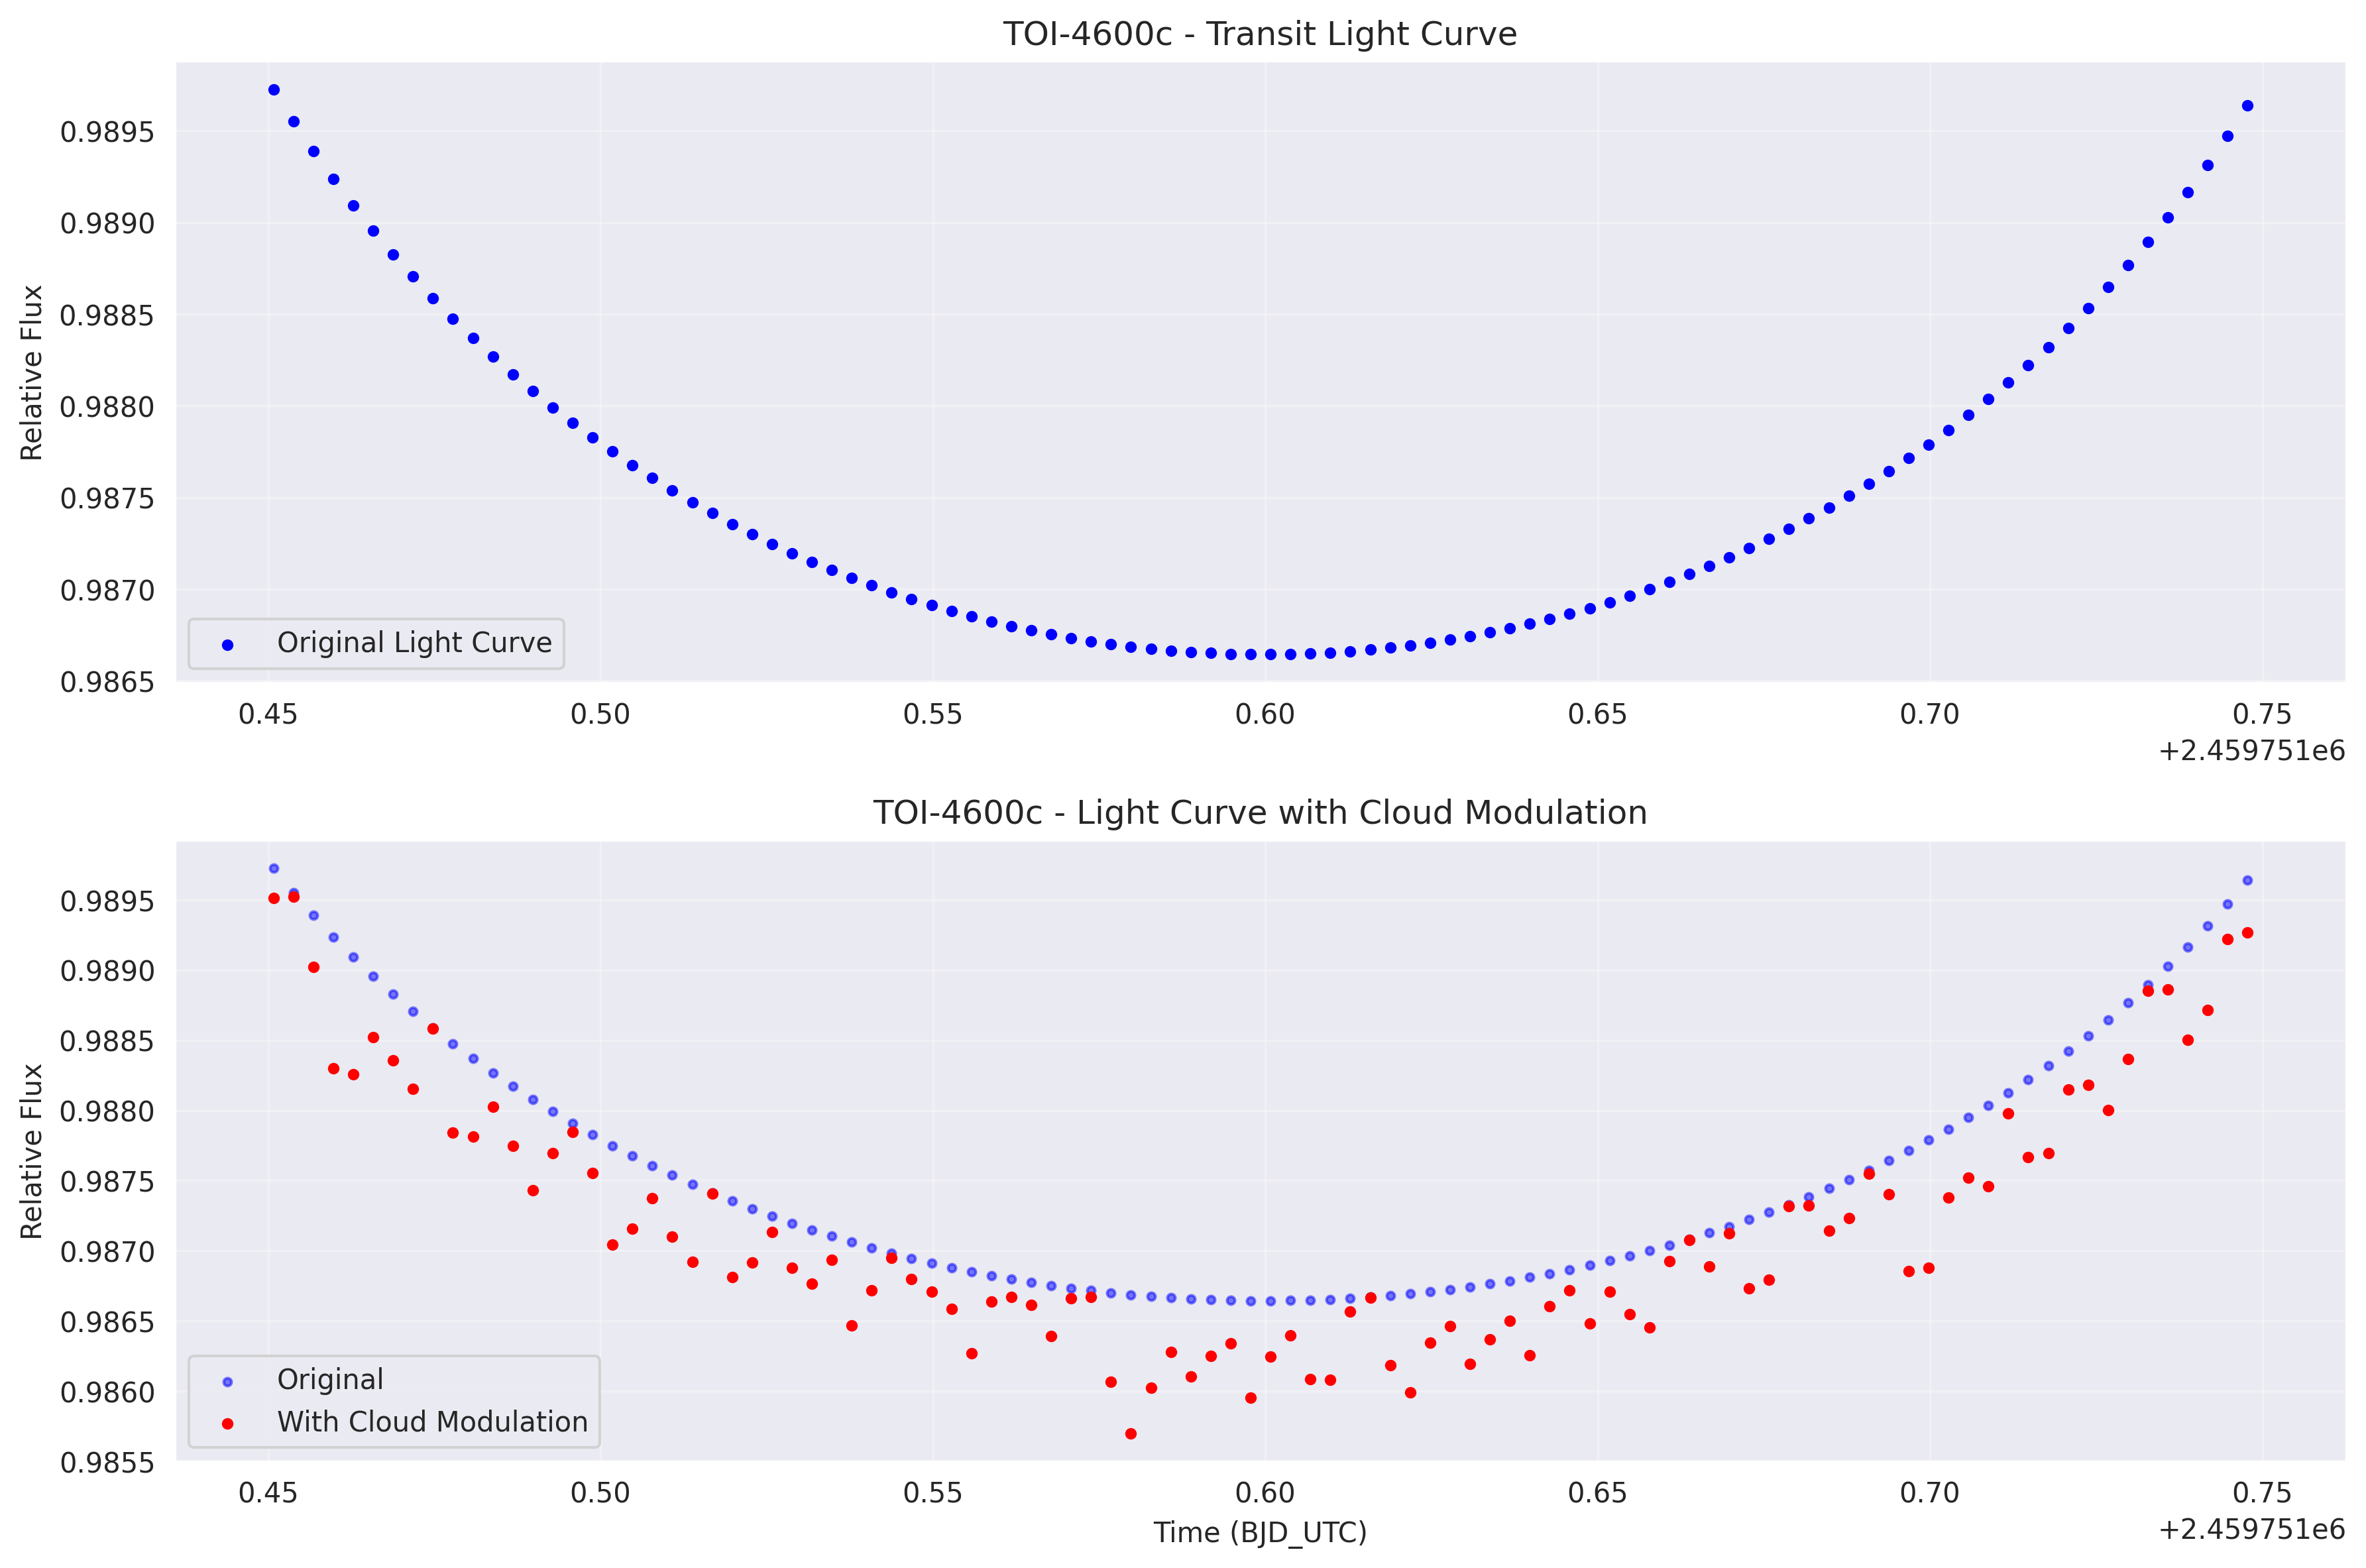 TOI-4600c - Transit Light Curve
Relative Flux
0.9895
0.9890
0.9885
0.9880
0.9875
0.9870
0.9865
Original Light Curve
0.45 0.50 0.55 0.60 0.65 0.70 0.75
+2.459751e6
TOI-4600c - Light Curve with Cloud Modulation
Relative Flux
0.9895
0.9890
0.9885
0.9880
0.9875
0.9870
0.9865
0.9860
0.9855
Original
With Cloud Modulation
0.45 0.50 0.55 0.60 0.65 0.70 0.75
Time (BJD_UTC)
+2.459751e6